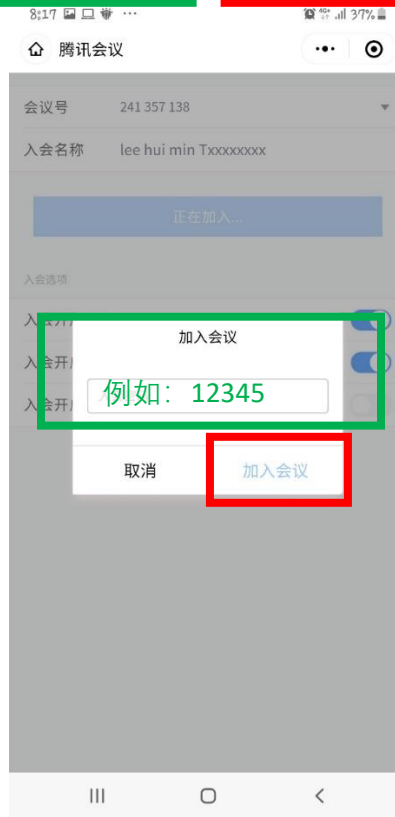 8:17
4G+ 37%
腾讯会议
会议号 241 357 138
入会名称 lee hui min Txxxxxxxx
正在加入...
入会选项
加入会议
入会开
入会开
例如：12345
入会开
取消 加入会议